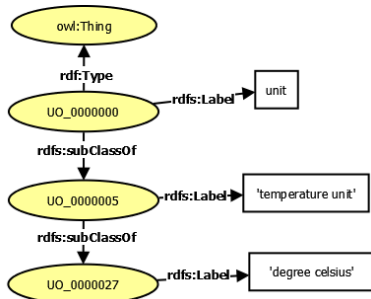 owl:Thing
rdf:Type
UO_0000000
rdfs:Label
unit
rdfs:subClassOf
UO_0000005
rdfs:Label
'temperature unit'
rdfs:subClassOf
UO_0000027
rdfs:Label
'degree celsius'